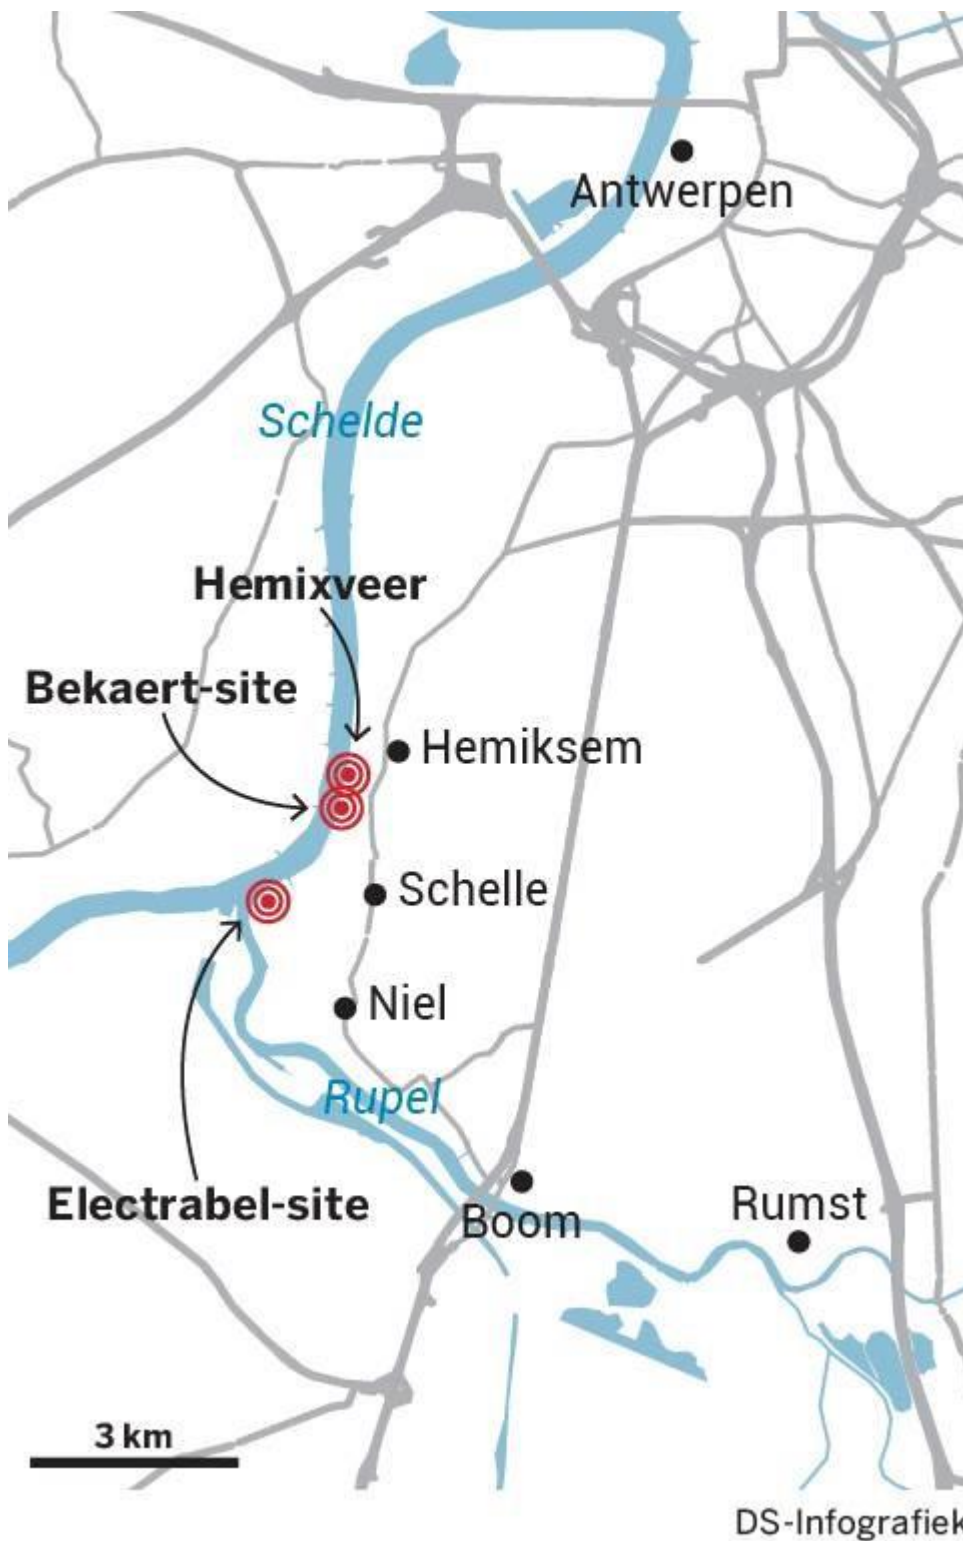 Antwerpen
Schelde
Hemixveer
Bekaert-site
Hemiksem
Schelle
Niel
Rupel
Electrabel-site
Boom
Rumst
3 km
DS-Infografiek